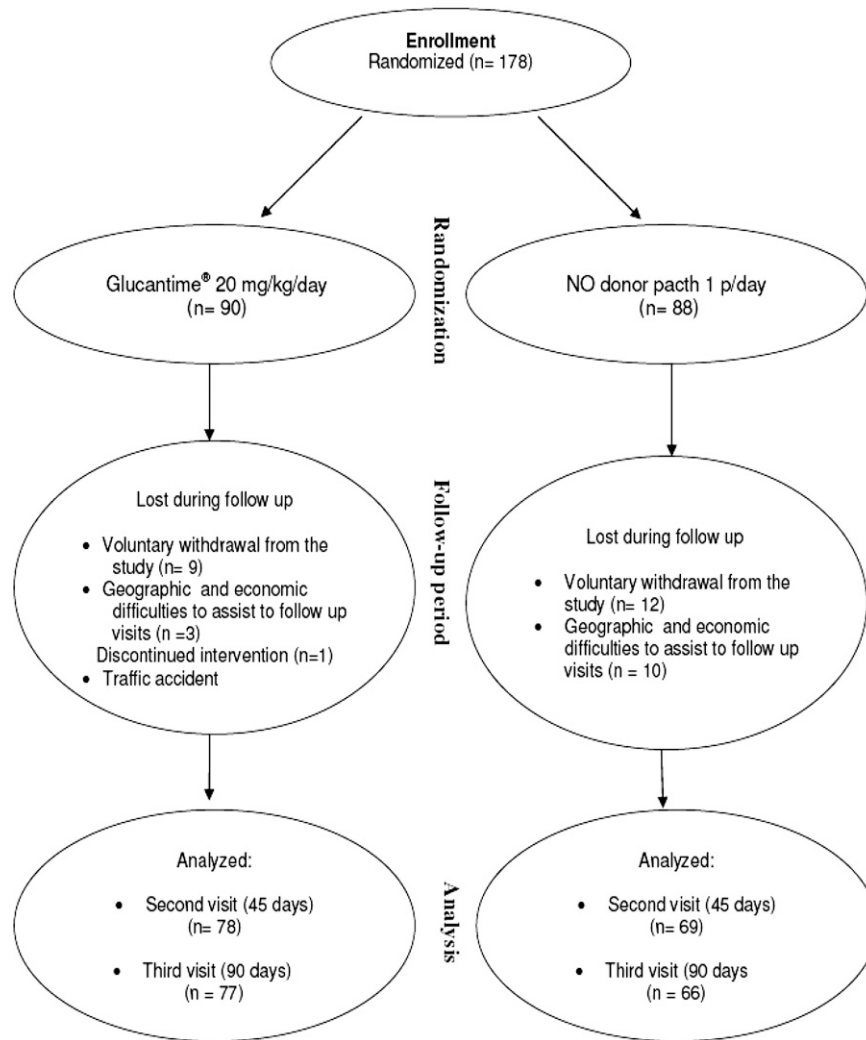 Enrollment
Randomized (n= 178)
Randomization
Glucantime® 20 mg/kg/day
(n= 90)
NO donor pacth 1 p/day
(n= 88)
Follow-up period
Lost during follow up
• Voluntary withdrawal from the
study (n= 9)
• Geographic and economic
difficulties to assist to follow up
visits (n =3)
Discontinued intervention (n=1)
• Traffic accident
Lost during follow up
• Voluntary withdrawal from the
study (n= 12)
• Geographic and economic
difficulties to assist to follow up
visits (n = 10)
Analysis
Analyzed:
• Second visit (45 days)
(n= 78)
• Third visit (90 days)
(n = 77)
Analyzed:
• Second visit (45 days)
(n= 69)
• Third visit (90 days
(n = 66)